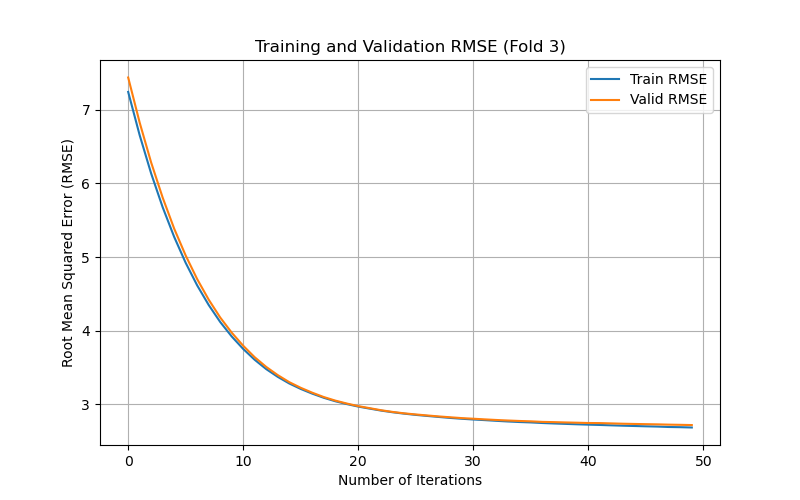 Training and Validation RMSE (Fold 3)
Train RMSE
Valid RMSE
7
6
5
4
3
Root Mean Squared Error (RMSE)
0
10
20
30
40
50
Number of Iterations